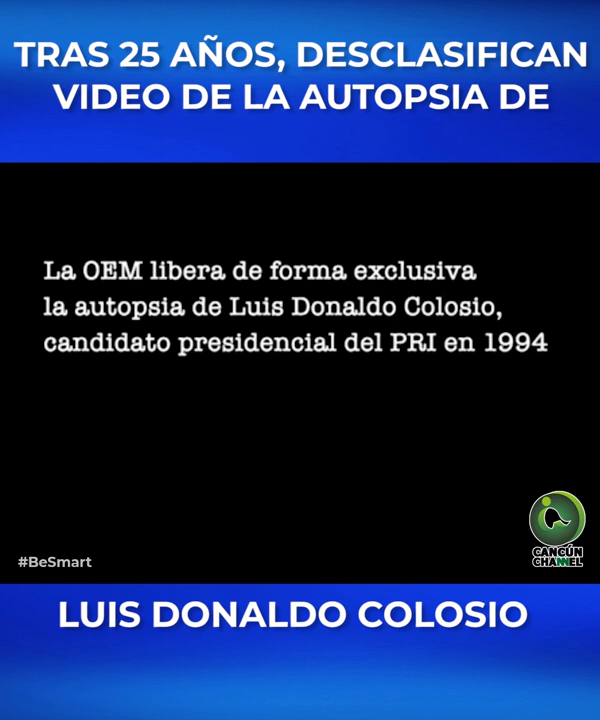 TRAS 25 AÑOS, DESCLASIFICAN
VIDEO DE LA AUTOPSIA DE
La OEM libera de forma exclusiva
la autopsia de Luis Donaldo Colosio,
candidato presidencial del PRI en 1994
#BeSmart
CANCÚN
CHANNEL
LUIS DONALDO COLOSIO